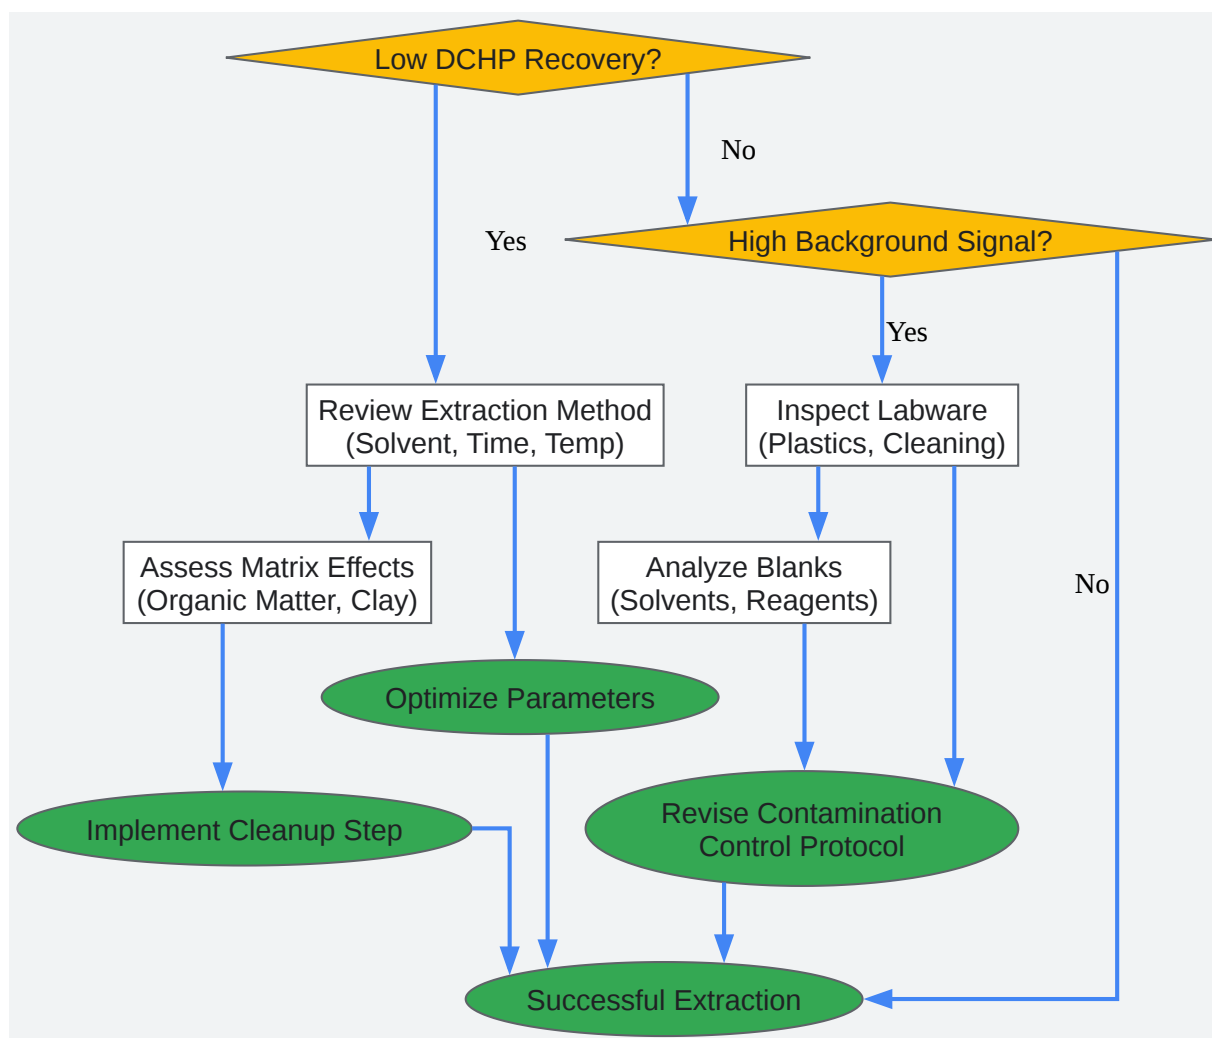 Low DCHP Recovery?
No
Yes
High Background Signal?
Yes
Review Extraction Method
(Solvent, Time, Temp)
Inspect Labware
(Plastics, Cleaning)
Assess Matrix Effects
(Organic Matter, Clay)
Analyze Blanks
(Solvents, Reagents)
No
Optimize Parameters
Implement Cleanup Step
Revise Contamination
Control Protocol
Successful Extraction